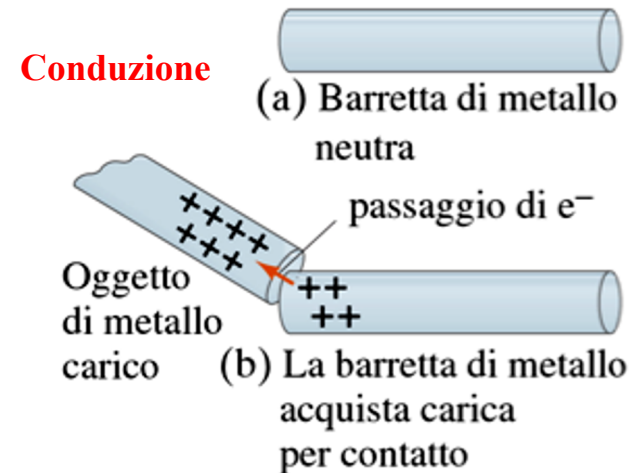 Conduzione
(a) Barretta di metallo
neutra
passaggio di e⁻
++++
+++
++
++
Oggetto
di metallo
carico
(b) La barretta di metallo
acquista carica
per contatto